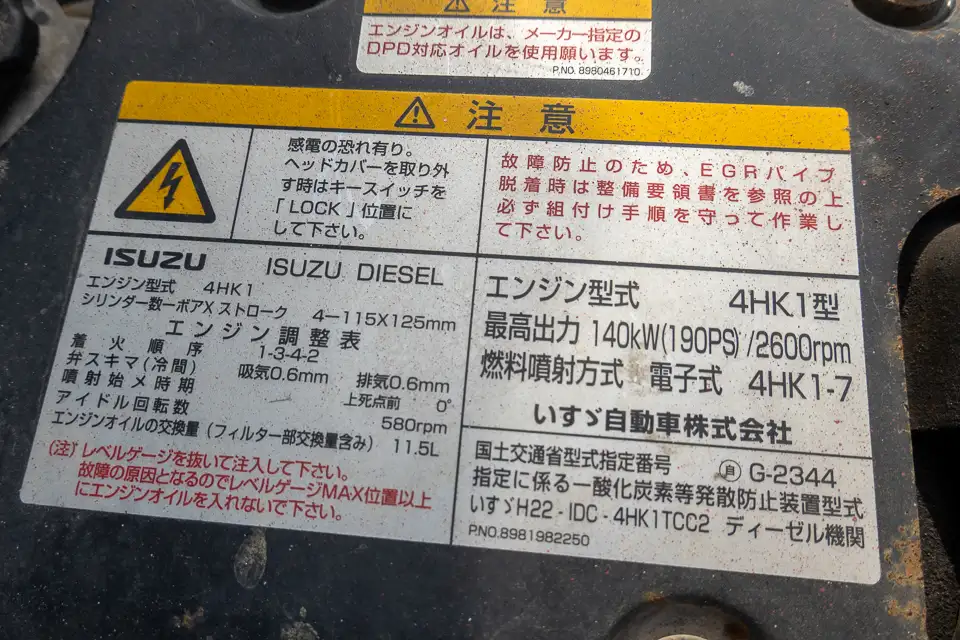 ⚠ 注 意
エンジンオイルは、メーカー指定の
DPD対応オイルを使用願います。
P.NO. 8980461710
⚠ 注 意
感電の恐れ有り。
ヘッドカバーを取り外
す時はキースイッチを
「LOCK」位置に
して下さい。
故障防止のため、EGRパイプ
脱着時は整備要領書を参照の上
必ず組付け手順を守って作業し
て下さい。
ISUZU ISUZU DIESEL
エンジン型式 4HK1
シリンダー数ーボアX ストローク 4ー115X125mm
エンジン調整表
着火順序 1-3-4-2
弁スキマ(冷間) 吸気0.6mm 排気0.6mm
噴射始メ時期 上死点前 0°
アイドル回転数 580rpm
エンジンオイルの交換量(フィルター部交換量含み) 11.5L
(注)レベルゲージを抜いて注入して下さい。
故障の原因となるのでレベルゲージMAX位置以上
にエンジンオイルを入れないで下さい。
エンジン型式 4HK1型
最高出力 140kW(190PS)/2600rpm
燃料噴射方式 電子式 4HK1-7
いすゞ自動車株式会社
国土交通省型式指定番号 ㊀自 G-2344
指定に係る一酸化炭素等発散防止装置型式
いすゞH22-IDC-4HK1TCC2 ディーゼル機関
P.NO.8981982250